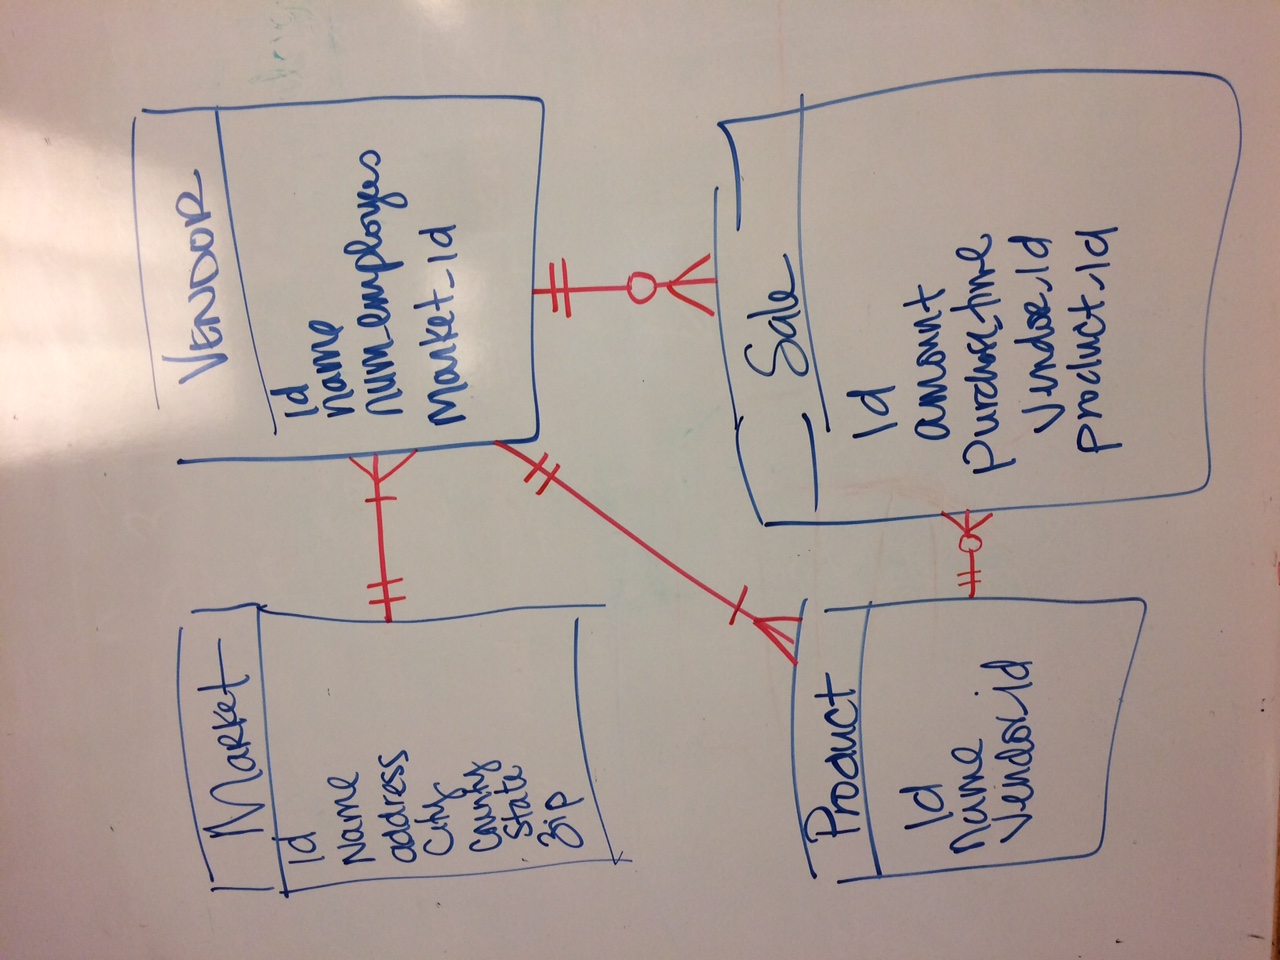 Market
Id
Name
address
City
County
State
Zip
VENDOR
Id
name
num_employees
Market_id
Product
Id
name
Vendor_id
Sale
Id
amount
purchase_time
Vendor_id
product_id